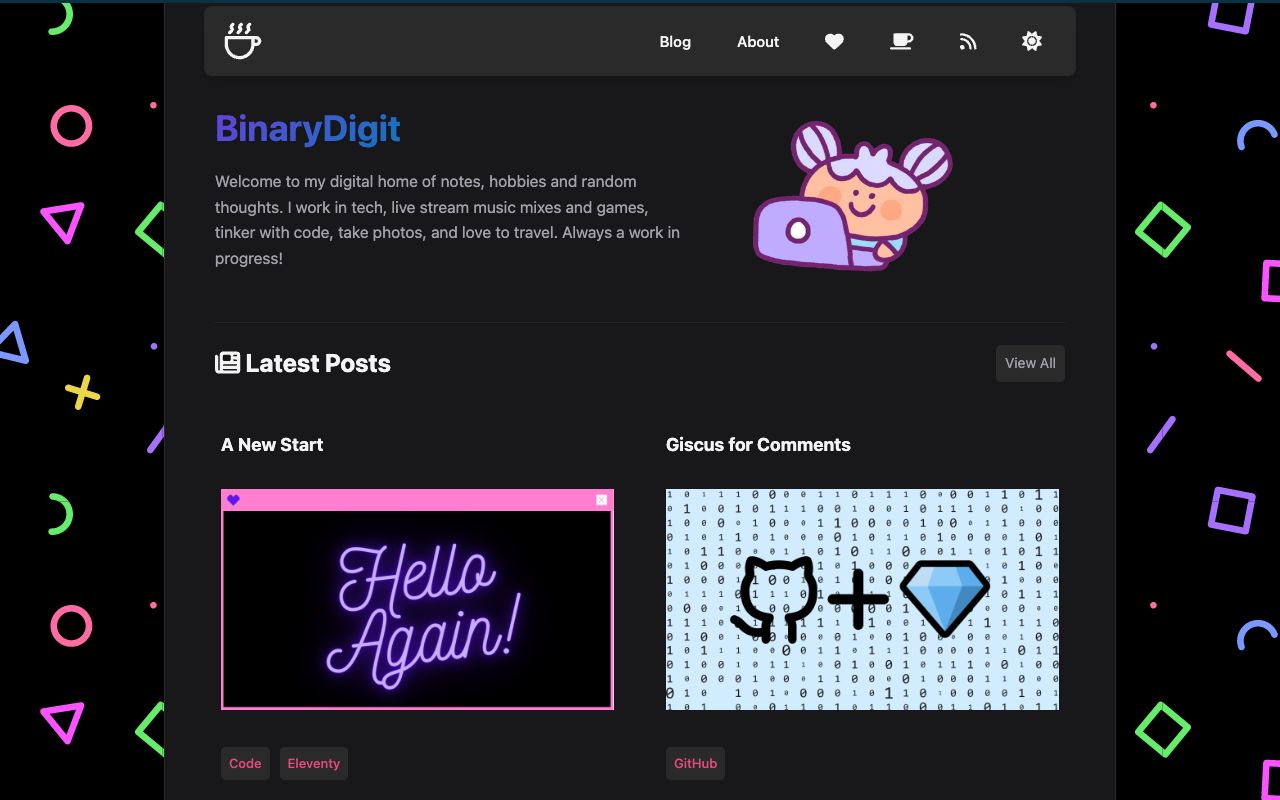 Blog About
BinaryDigit
Welcome to my digital home of notes, hobbies and random
thoughts. I work in tech, live stream music mixes and games,
tinker with code, take photos, and love to travel. Always a work in
progress!
Latest Posts
View All
A New Start
Giscus for Comments
Hello
Again!
Code Eleventy
GitHub